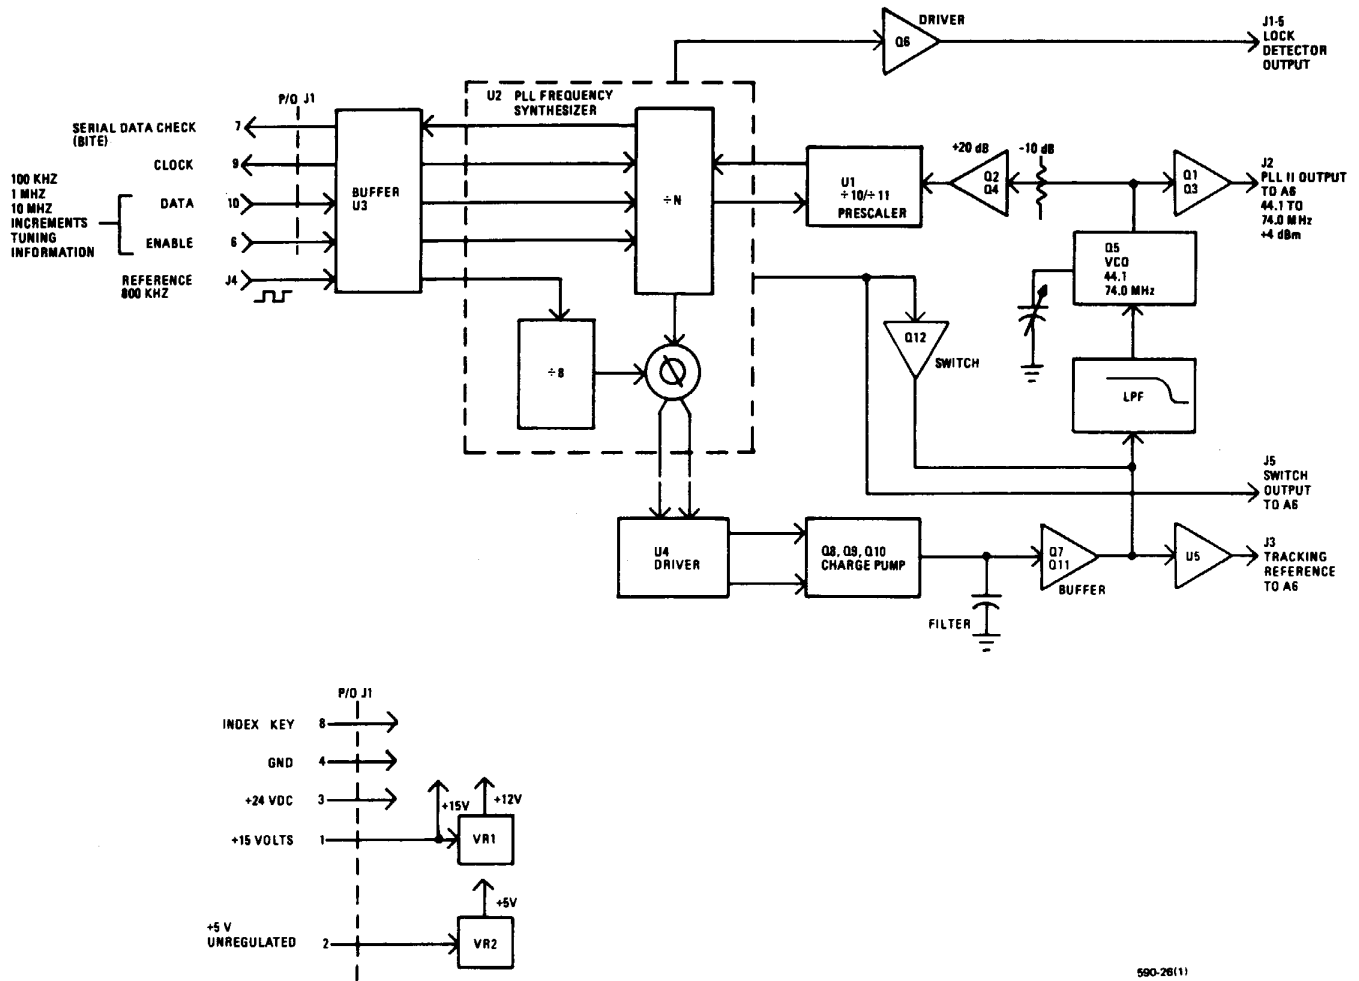 DRIVER
Q6
J1-5
LOCK
DETECTOR
OUTPUT
U2 PLL FREQUENCY
SYNTHESIZER
P/O J1
SERIAL DATA CHECK
(BITE)
7
CLOCK
9
100 KHZ
1 MHZ
10 MHZ
INCREMENTS
TUNING
INFORMATION
DATA
10
ENABLE
6
REFERENCE
800 KHZ
J4
BUFFER
U3
÷N
÷8
U1
÷10/÷11
PRESCALER
+20 dB
Q2
Q4
-10 dB
Q1
Q3
J2
PLL II OUTPUT
TO A6
44.1 TO
74.0 MHz
+4 dBm
Q5
VCO
44.1
74.0 MHz
Q12
SWITCH
LPF
J5
SWITCH
OUTPUT
TO A6
U4
DRIVER
Q8, Q9, Q10
CHARGE PUMP
FILTER
Q7
Q11
BUFFER
U5
J3
TRACKING
REFERENCE
TO A6
P/O J1
INDEX KEY 8
GND 4
+24 VDC 3
+15 VOLTS 1
+15V
+12V
VR1
+5 V
UNREGULATED 2
+5V
VR2
590-26(1)